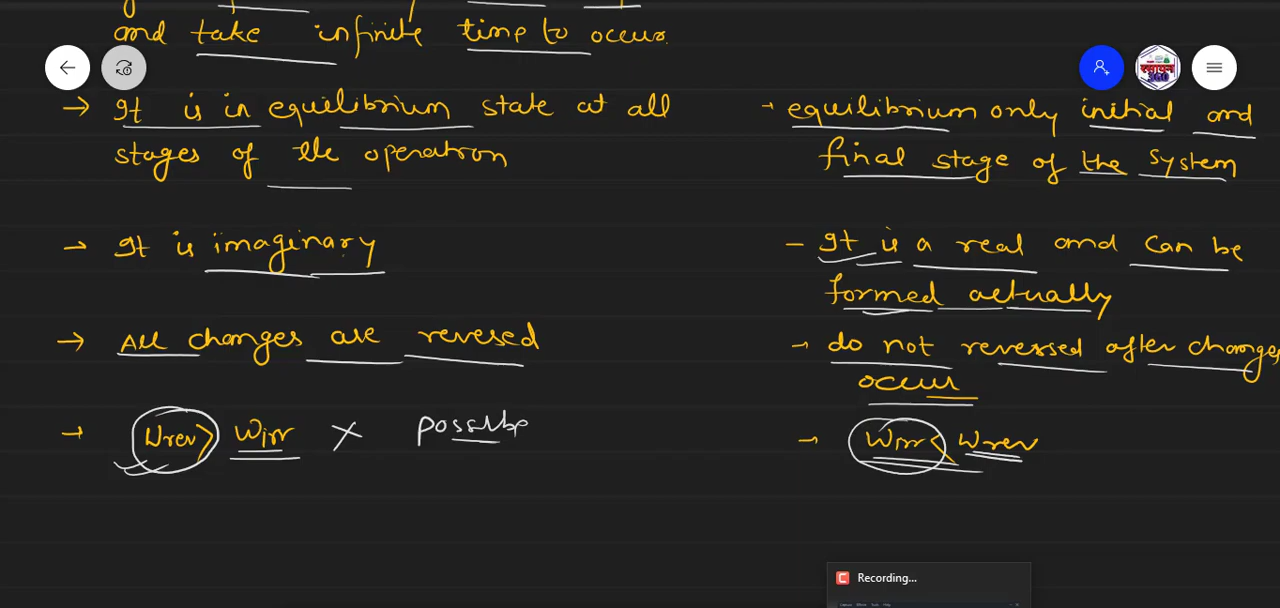 and take infinite time to occur.
→ It is in equilibrium state at all
stages of the operation
→ It is imaginary
→ All changes are revesed
→ Wrev > Wirr × possible
→ equilibrium only initial and
final stage of the system
- It is a real and can be
formed actually
→ do not reversed after changes
occur
→ Wirr < Wrev
360
Recording...